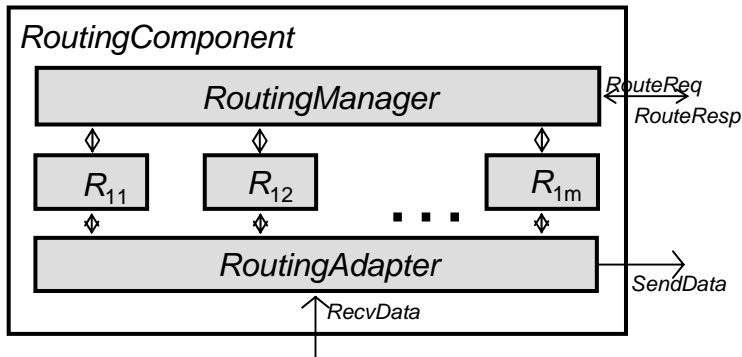 RoutingComponent
RoutingManager
RouteReq
RouteResp
R11
R12
...
R1m
RoutingAdapter
SendData
RecvData